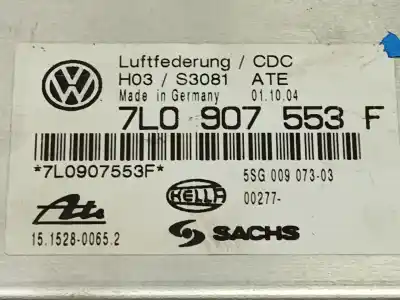 Luftfederung / CDC
H03 / S3081 ATE
Made in Germany 01.10.04
7L0 907 553 F
*7L0907553F*
5SG 009 073-03
HELLA
00277-
Ate
15.1528-0065.2
SACHS